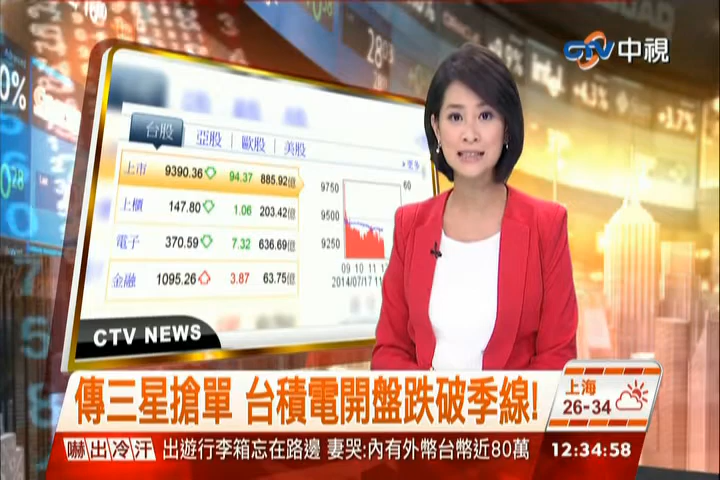 CTV中視
台股 亞股 歐股 美股
更多
上市 9390.36 94.37 885.92億
上櫃 147.80 1.06 203.42億
電子 370.59 7.32 636.69億
金融 1095.26 3.87 63.75億
9750 60
9500
9250
09 10 11 1
2014/07/17 11
CTV NEWS
傳三星搶單 台積電開盤跌破季線!
上海
26-34
嚇出冷汗 出遊行李箱忘在路邊 妻哭:內有外幣台幣近80萬
12:34:58